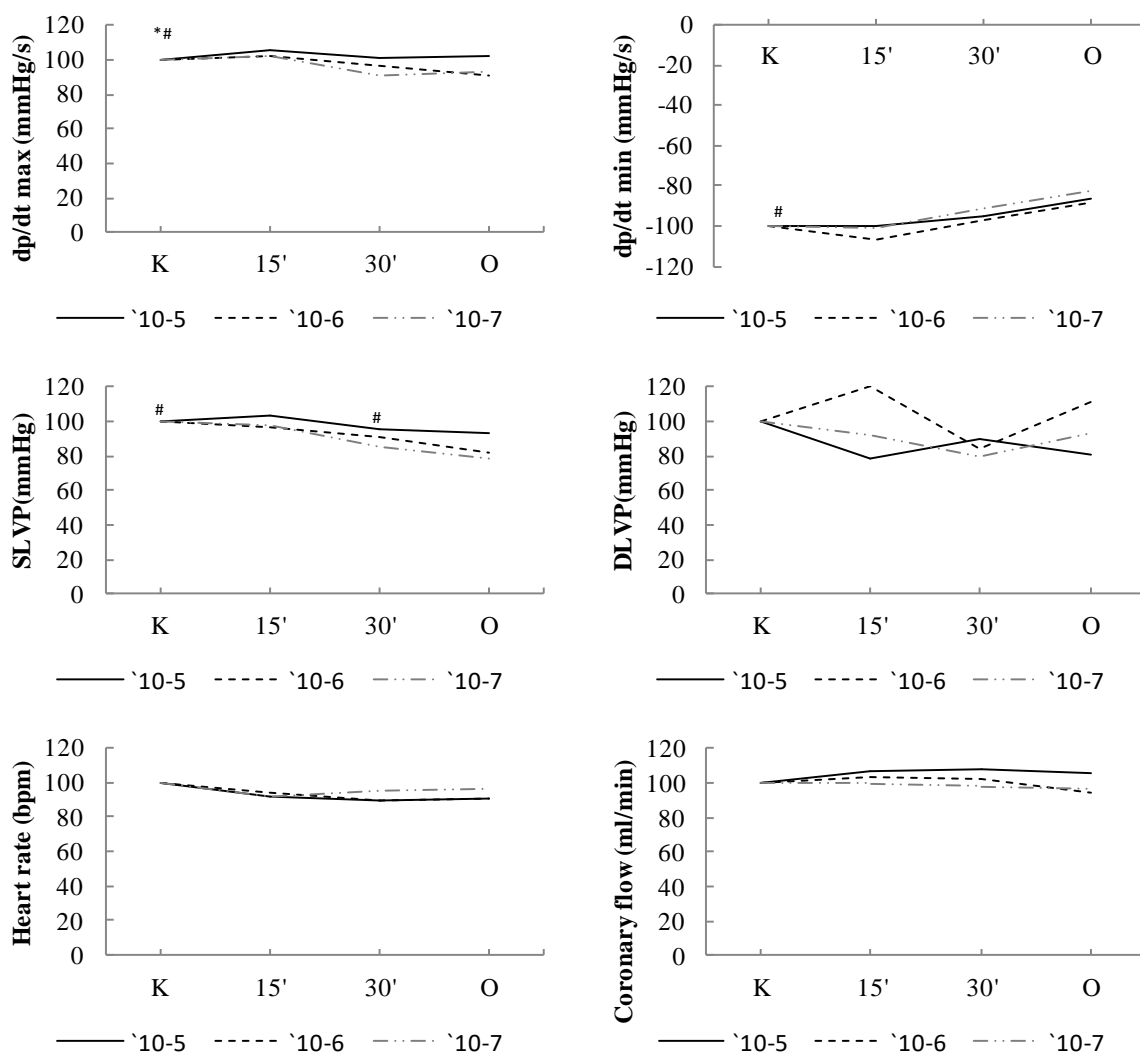 dp/dt max (mmHg/s)
120
100
80
60
40
20
0
*#
K 15' 30' O
`10-5 `10-6 `10-7
dp/dt min (mmHg/s)
0
-20
-40
-60
-80
-100
-120
K 15' 30' O
#
`10-5 `10-6 `10-7
SLVP(mmHg)
120
100
80
60
40
20
0
# #
K 15' 30' O
`10-5 `10-6 `10-7
DLVP(mmHg)
120
100
80
60
40
20
0
K 15' 30' O
`10-5 `10-6 `10-7
Heart rate (bpm)
120
100
80
60
40
20
0
K 15' 30' O
`10-5 `10-6 `10-7
Coronary flow (ml/min)
120
100
80
60
40
20
0
K 15' 30' O
`10-5 `10-6 `10-7